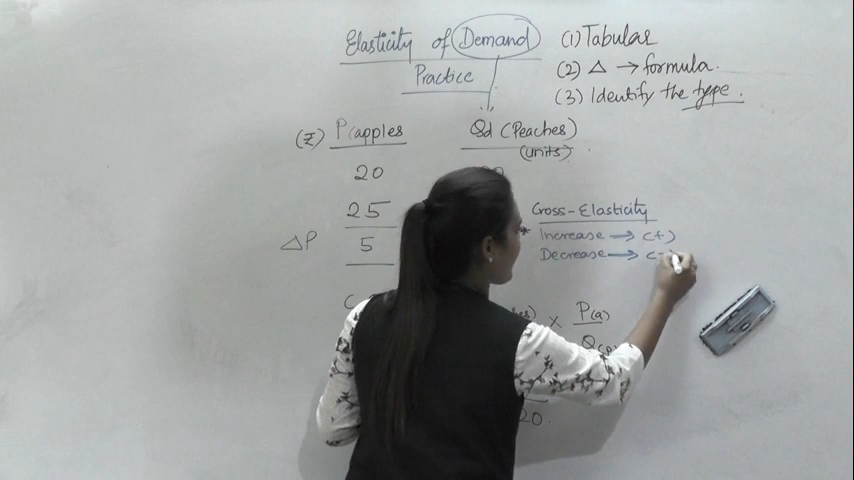 Elasticity of Demand
Practice
(1) Tabular
(2) Δ → formula.
(3) Identify the type.
(₹) P(apples Qd (Peaches)
(units)
20
25
ΔP 5
Cross-Elasticity
* Increase → (+)
Decrease → (-
× P(a)
20.